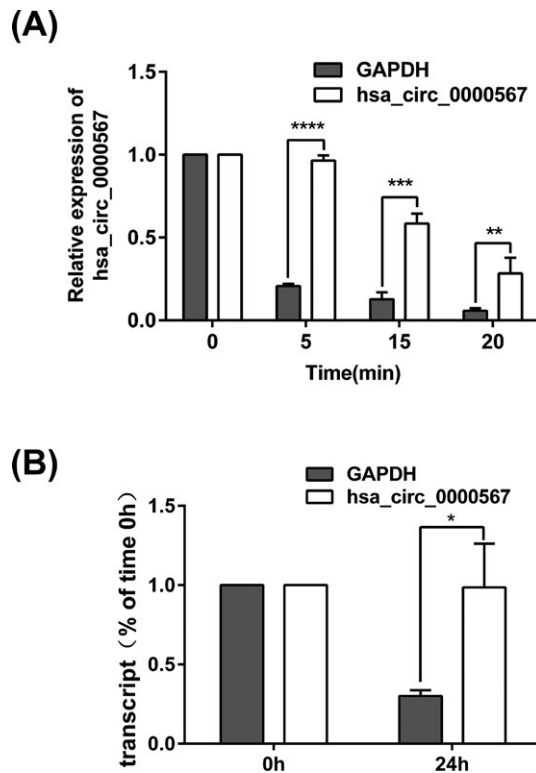 (A)
GAPDH
hsa_circ_0000567
Relative expression of
hsa_circ_0000567
1.5
1.0
0.5
0.0
****
***
**
0 5 15 20
Time(min)
(B)
GAPDH
hsa_circ_0000567
transcript（% of time 0h）
1.5
1.0
0.5
0.0
*
0h 24h